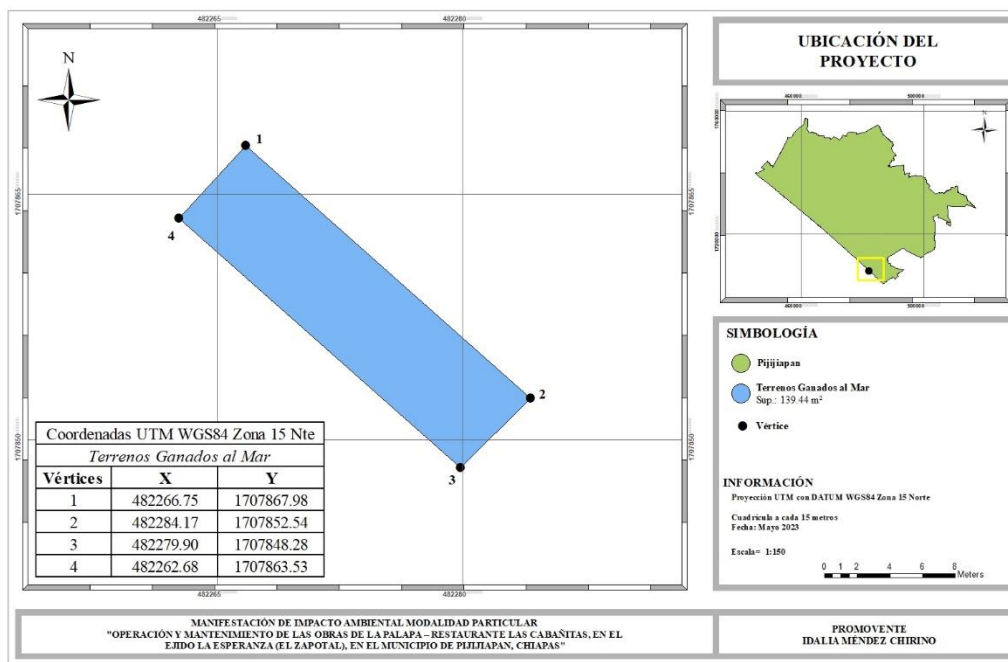 482265
482280
N
1
4
2
3
1707865
1707850
1707865
1707850
Coordenadas UTM WGS84 Zona 15 Nte
Terrenos Ganados al Mar
Vértices X Y
1 482266.75 1707867.98
2 482284.17 1707852.54
3 482279.90 1707848.28
4 482262.68 1707863.53
482265
482280
UBICACIÓN DEL
PROYECTO
500000
N
500000
SIMBOLOGÍA
Pijijiapan
Terrenos Ganados al Mar
Sup.: 139.44 m²
Vértice
INFORMACIÓN
Proyección UTM con DATUM WGS84 Zona 15 Norte
Cuadrícula a cada 15 metros
Fecha: Mayo 2023
Escala= 1:150
0 1 2 4 6 8
Meters
MANIFESTACIÓN DE IMPACTO AMBIENTAL MODALIDAD PARTICULAR
"OPERACIÓN Y MANTENIMIENTO DE LAS OBRAS DE LA PALAPA – RESTAURANTE LAS CABAÑITAS, EN EL
EJIDO LA ESPERANZA (EL ZAPOTAL), EN EL MUNICIPIO DE PIJIJIAPAN, CHIAPAS"
PROMOVENTE
IDALIA MÉNDEZ CHIRINO